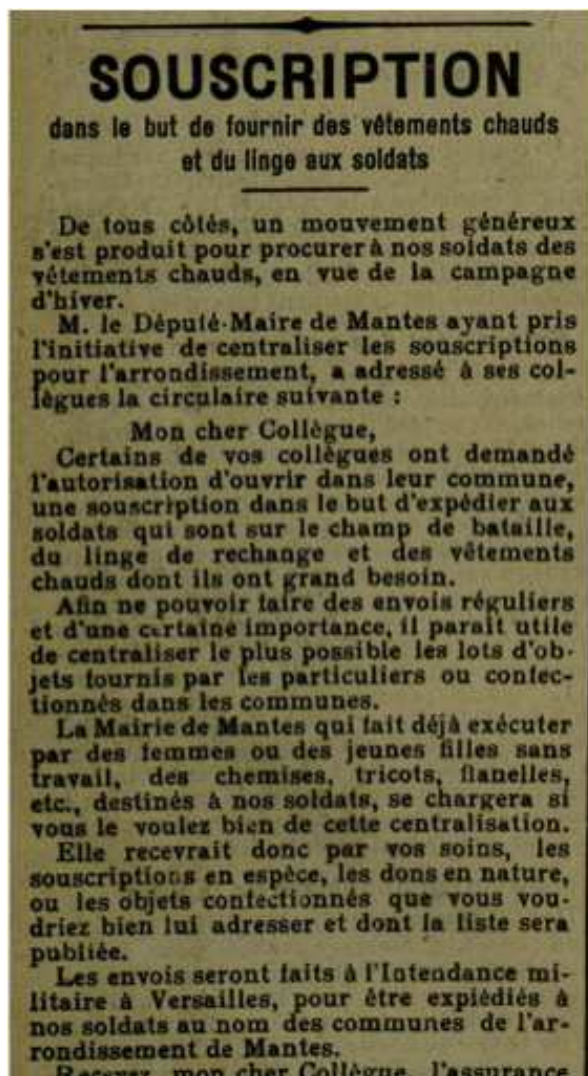 SOUSCRIPTION
dans le but de fournir des vêtements chauds
et du linge aux soldats
De tous côtés, un mouvement généreux
s'est produit pour procurer à nos soldats des
vêtements chauds, en vue de la campagne
d'hiver.
M. le Député-Maire de Mantes ayant pris
l'initiative de centraliser les souscriptions
pour l'arrondissement, a adressé à ses col-
lègues la circulaire suivante :
Mon cher Collègue,
Certains de vos collègues ont demandé
l'autorisation d'ouvrir dans leur commune,
une souscription dans le but d'expédier aux
soldats qui sont sur le champ de bataille,
du linge de rechange et des vêtements
chauds dont ils ont grand besoin.
Afin ne pouvoir faire des envois réguliers
et d'une certaine importance, il parait utile
de centraliser le plus possible les lots d'ob-
jets fournis par les particuliers ou confec-
tionnés dans les communes.
La Mairie de Mantes qui fait déjà exécuter
par des femmes ou des jeunes filles sans
travail, des chemises, tricots, flanelles,
etc., destinés à nos soldats, se chargera si
vous le voulez bien de cette centralisation.
Elle recevrait donc par vos soins, les
souscriptions en espèce, les dons en nature,
ou les objets confectionnés que vous vou-
driez bien lui adresser et dont la liste sera
publiée.
Les envois seront faits à l'Intendance mi-
litaire à Versailles, pour être expiédiés à
nos soldats au nom des communes de l'ar-
rondissement de Mantes.
Recevez, mon cher Collègue, l'assurance